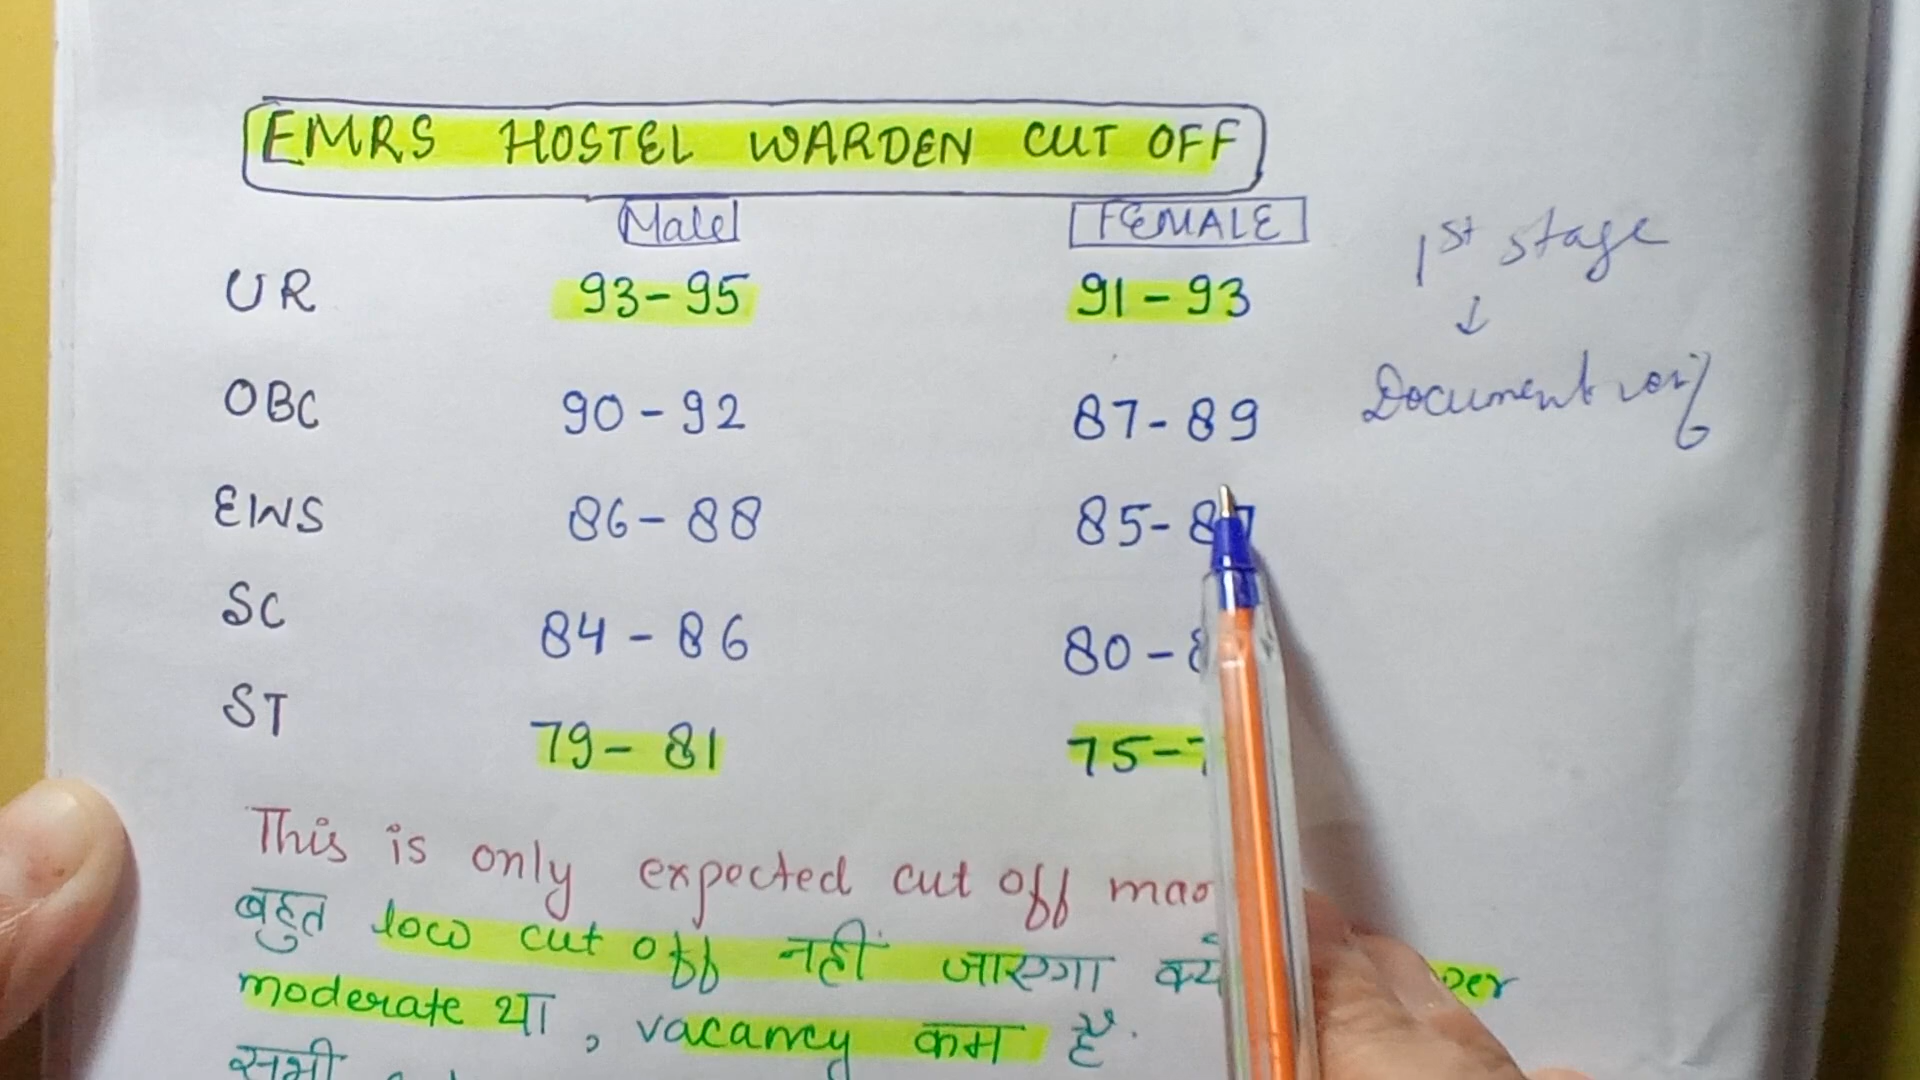 EMRS HOSTEL WARDEN CUT OFF
Male FEMALE
UR 93-95 91-93
OBC 90-92 87-89
EWS 86-88 85-87
SC 84-86 80-
ST 79-81 75-
1st stage
↓
Document
This is only expected cut off
बहुत low cut off नहीं जाएगा
moderate था, vacancy कम है.
सभी